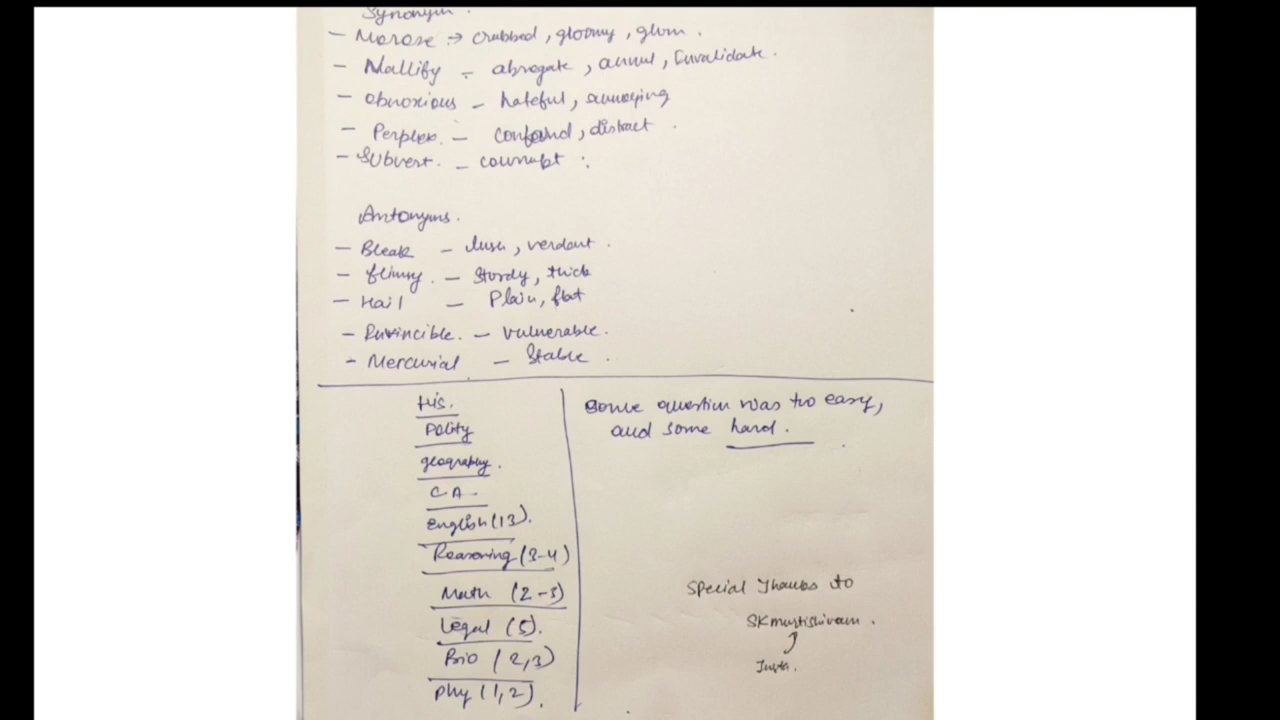 Synonym.
- Morose → crabbed, gloomy, glum.
- Nullify - abrogate, annul, Invalidate.
- obnoxious - hateful, annoying
- Perplex. - confound, distract.
- Subvert. - courrupt :
Antonyms.
- Bleak - lush, verdant.
- flimsy. - Sturdy, thick
- Hail - Plain, flat
- Invincible. - vulnerable.
- Mercurial - Stable.
His.
Polity
geography.
C.A.
English (13).
Reasoning (3-4)
Math (2-3)
Legal (5).
Bio (2,3)
Phy (1,2).
some question was too easy,
and some hard.
Special Thanks to
SKmurtishivam.